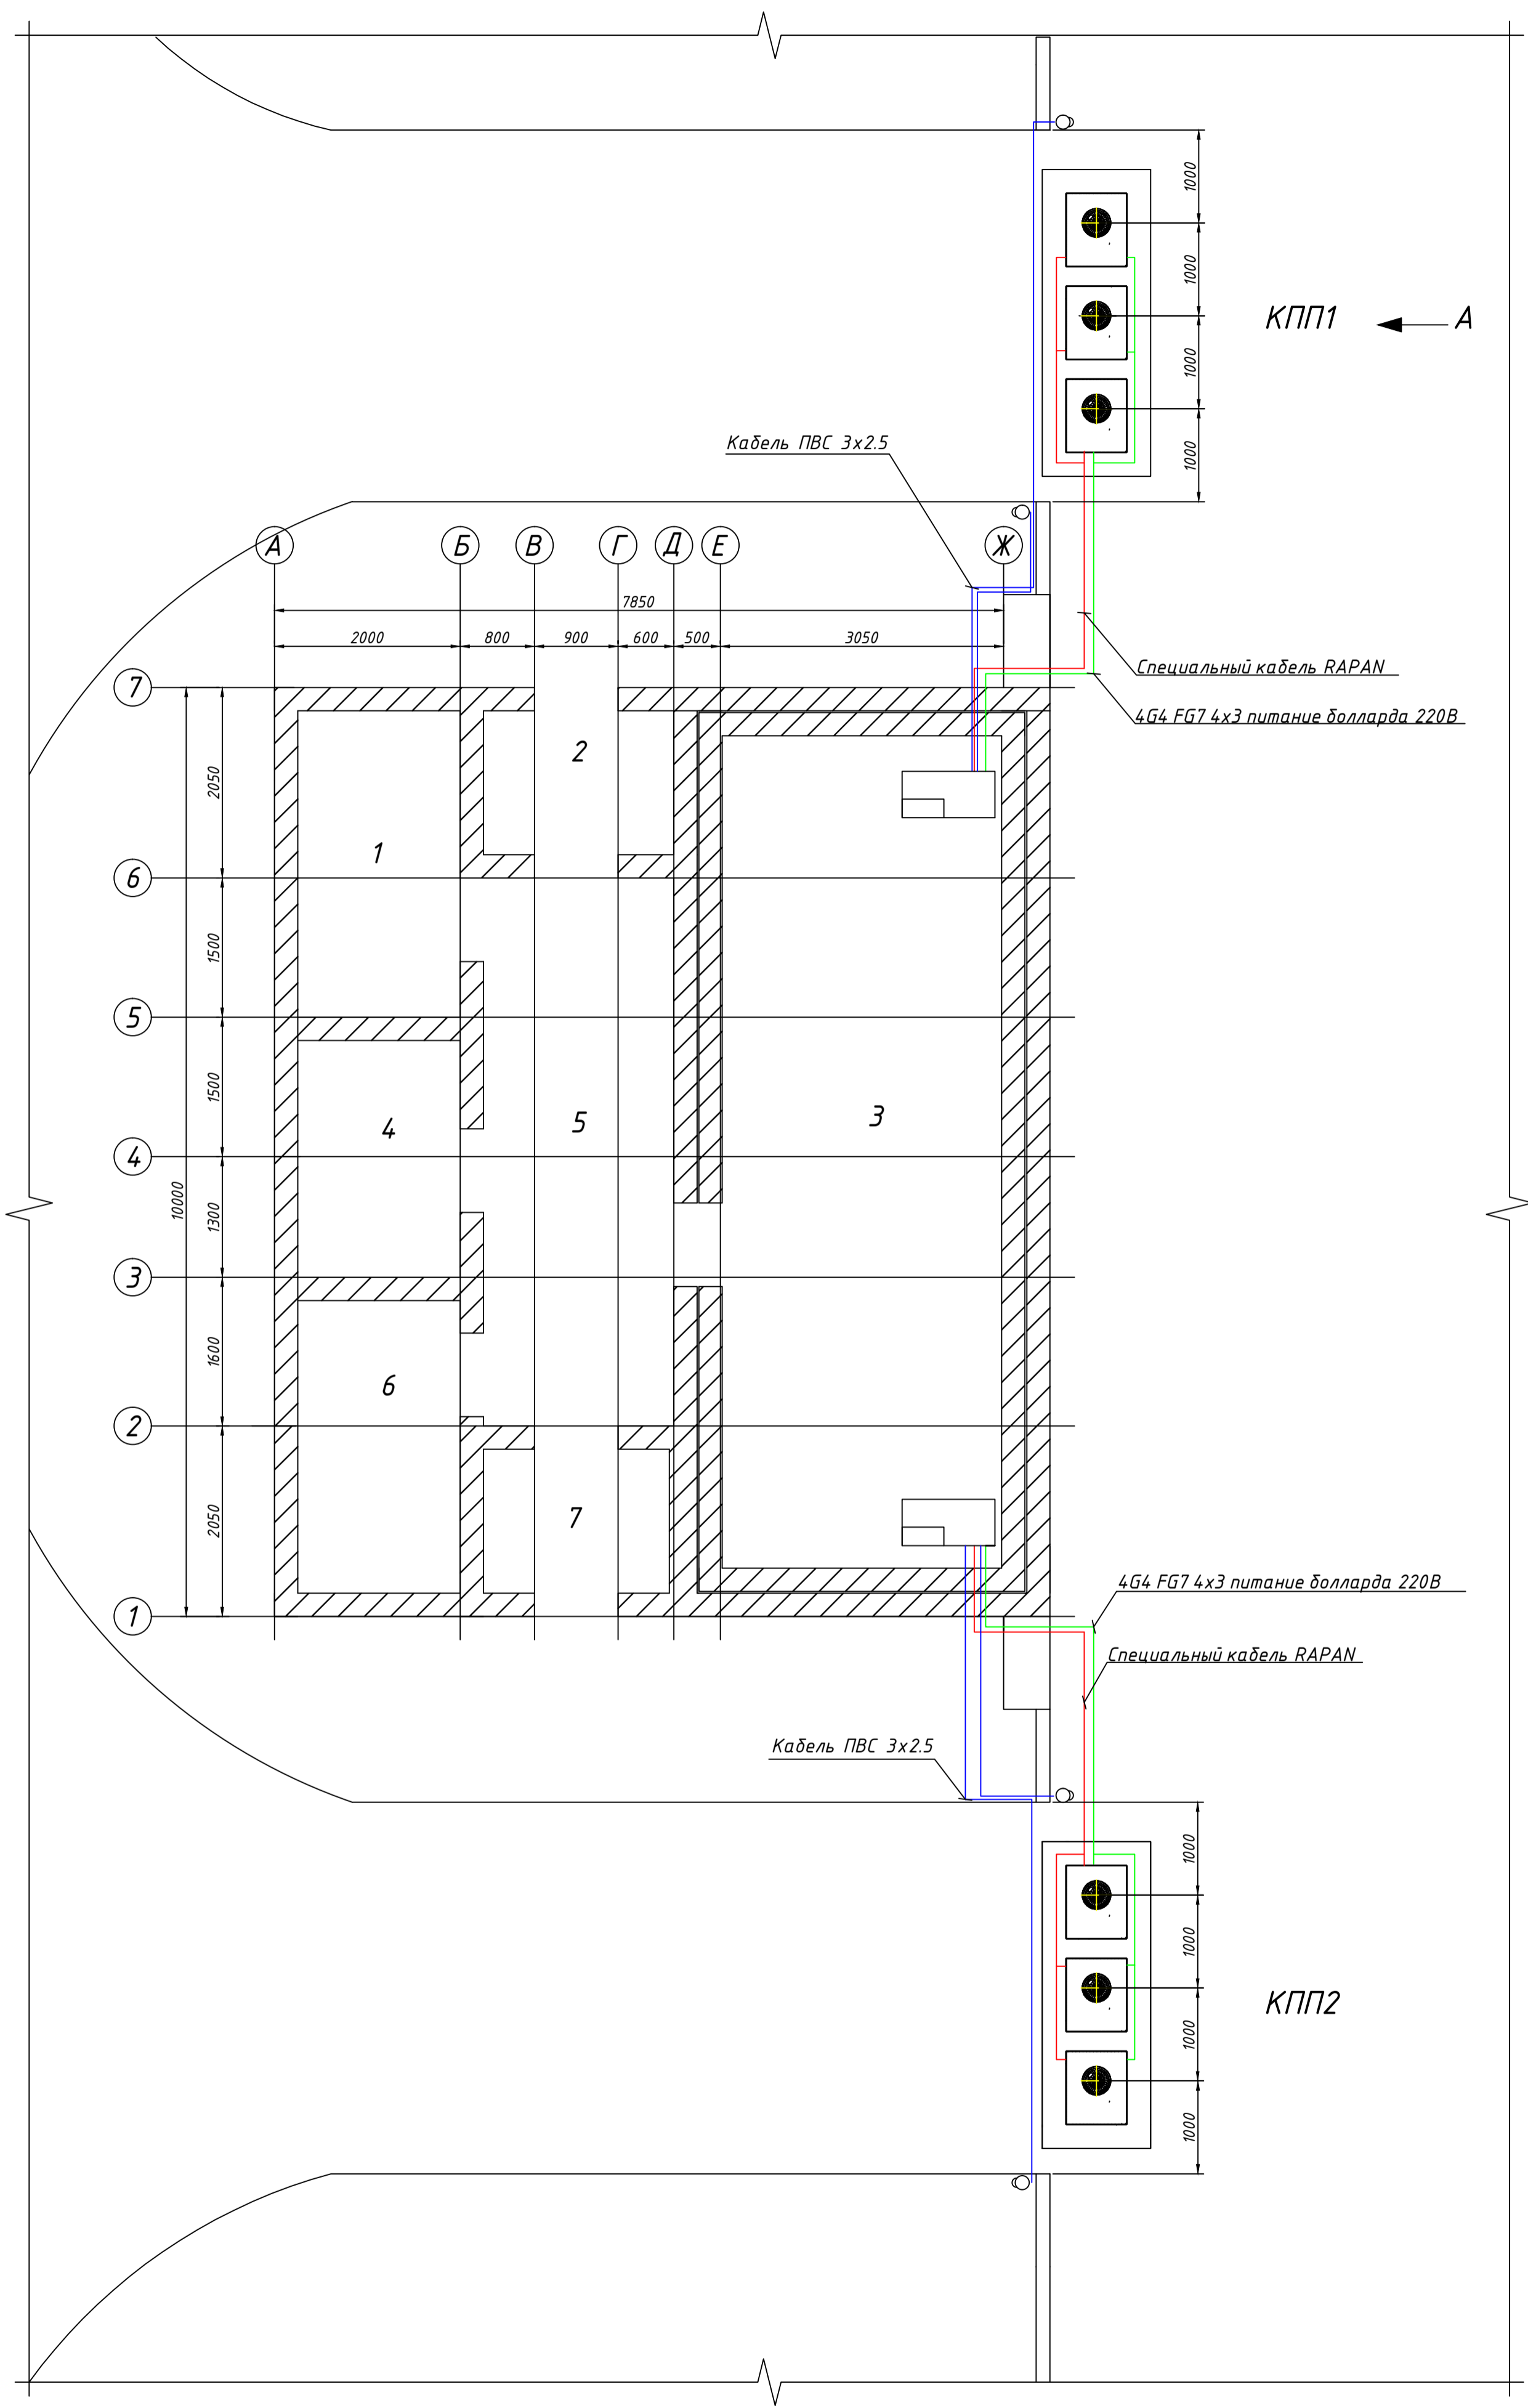 1000
1000
КПП1
А
1000
Кабель ПВС 3х2.5
1000
А
Б
В
Г
Д
Е
Ж
7850
2000
800
900
600
500
3050
Специальный кабель RAPAN
7
4G4 FG7 4х3 питание болларда 220В
2
2050
1
6
1500
5
1500
4
5
3
4
10000
1300
3
1600
6
2
2050
7
4G4 FG7 4х3 питание болларда 220В
1
Специальный кабель RAPAN
Кабель ПВС 3х2.5
1000
1000
КПП2
1000
1000